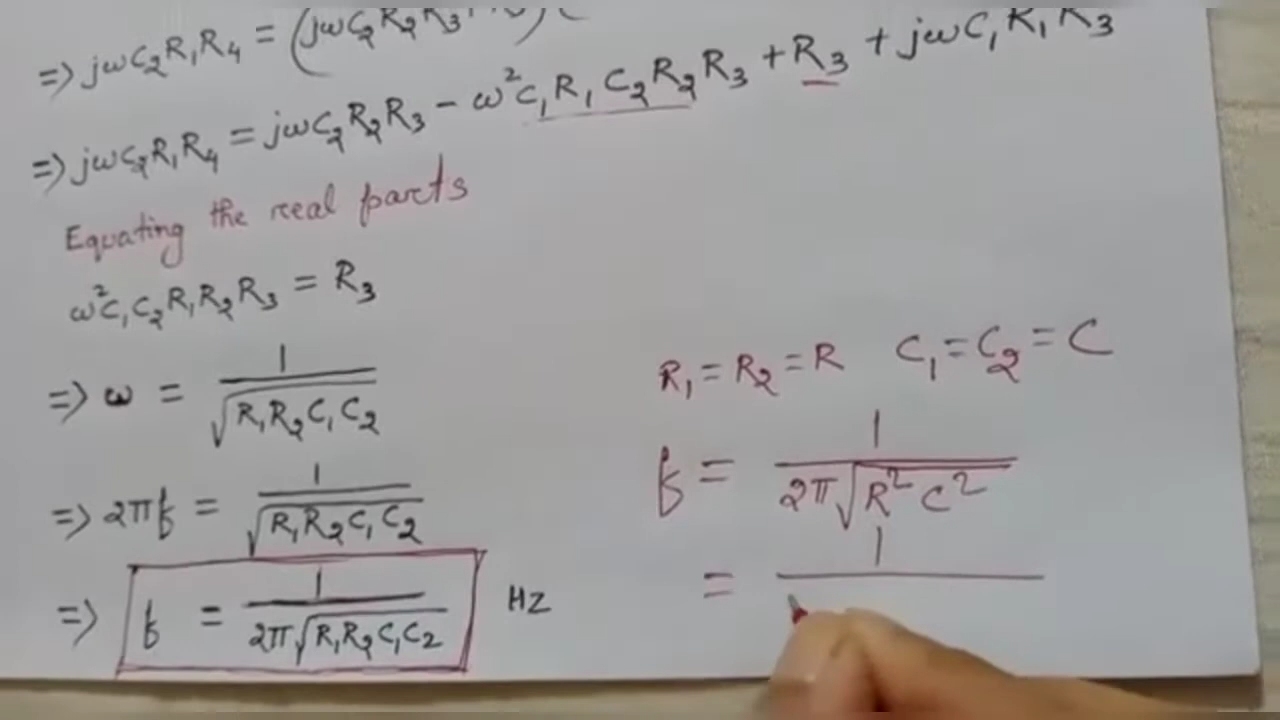 => jωC₂R₁R₄ = (jωC₂R₂R₃
=> jωC₂R₁R₄ = jωC₂R₂R₃ - ω²C₁R₁C₂R₂R₃ + R₃ + jωC₁R₁R₃
Equating the real parts
ω²C₁C₂R₁R₂R₃ = R₃
=> ω = 1/√(R₁R₂C₁C₂)
=> 2πf = 1/√(R₁R₂C₁C₂)
=> f = 1/(2π√(R₁R₂C₁C₂)) HZ
R₁ = R₂ = R C₁ = C₂ = C
f = 1/(2π√(R²C²))
= 1/